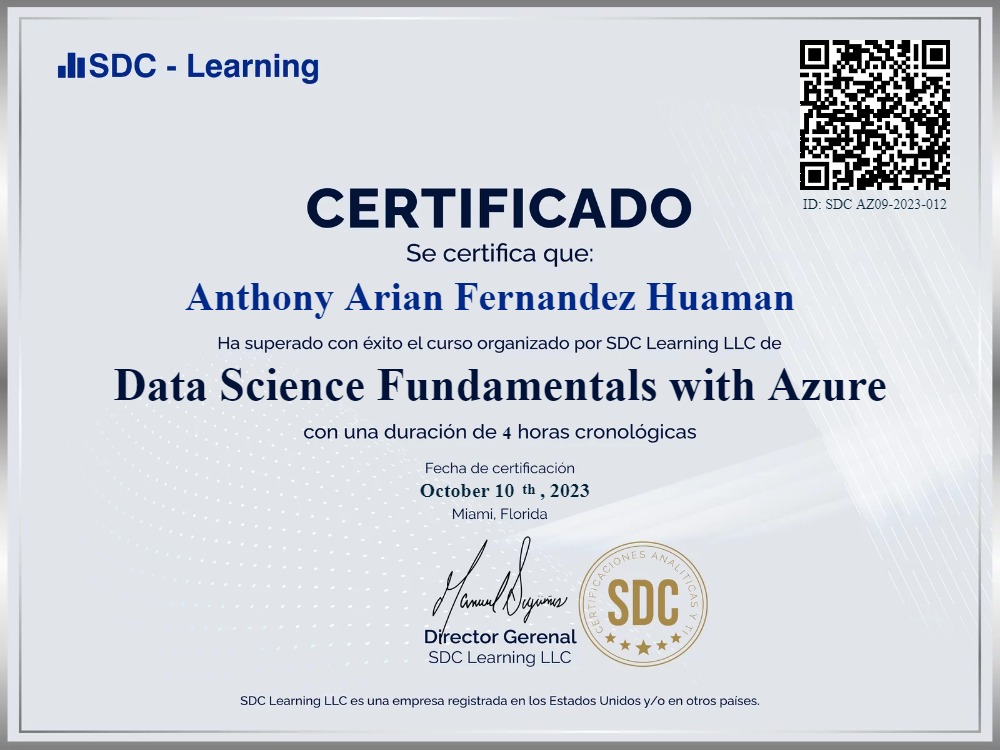 SDC - Learning
ID: SDC AZ09-2023-012
CERTIFICADO
Se certifica que:
Anthony Arian Fernandez Huaman
Ha superado con éxito el curso organizado por SDC Learning LLC de
Data Science Fundamentals with Azure
con una duración de 4 horas cronológicas
Fecha de certificación
October 10 th , 2023
Miami, Florida
CERTIFICACIONES ANALITICAS Y TI
SDC
Director Gerenal
SDC Learning LLC
SDC Learning LLC es una empresa registrada en los Estados Unidos y/o en otros países.